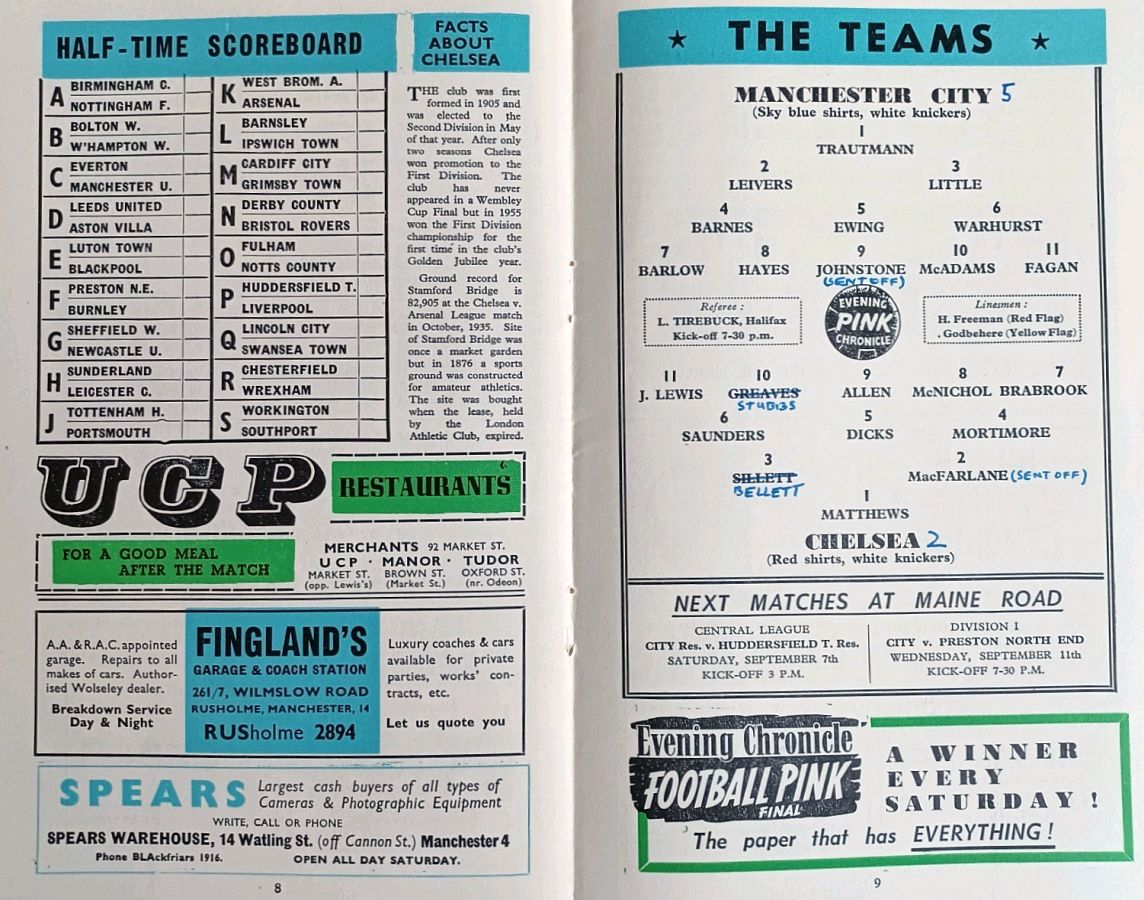 HALF-TIME SCOREBOARD
A BIRMINGHAM C.
NOTTINGHAM F.
B BOLTON W.
W'HAMPTON W.
C EVERTON
MANCHESTER U.
D LEEDS UNITED
ASTON VILLA
E LUTON TOWN
BLACKPOOL
F PRESTON N.E.
BURNLEY
G SHEFFIELD W.
NEWCASTLE U.
H SUNDERLAND
LEICESTER C.
J TOTTENHAM H.
PORTSMOUTH
K WEST BROM. A.
ARSENAL
L BARNSLEY
IPSWICH TOWN
M CARDIFF CITY
GRIMSBY TOWN
N DERBY COUNTY
BRISTOL ROVERS
O FULHAM
NOTTS COUNTY
P HUDDERSFIELD T.
LIVERPOOL
Q LINCOLN CITY
SWANSEA TOWN
R CHESTERFIELD
WREXHAM
S WORKINGTON
SOUTHPORT
FACTS
ABOUT
CHELSEA
THE club was first
formed in 1905 and
was elected to the
Second Division in May
of that year. After only
two seasons Chelsea
won promotion to the
First Division. The
club has never
appeared in a Wembley
Cup Final but in 1955
won the First Division
championship for the
first time in the club's
Golden Jubilee year.
Ground record for
Stamford Bridge is
82,905 at the Chelsea v.
Arsenal League match
in October, 1935. Site
of Stamford Bridge was
once a market garden
but in 1876 a sports
ground was constructed
for amateur athletics.
The site was bought
when the lease, held
by the London
Athletic Club, expired.
UCP RESTAURANTS
FOR A GOOD MEAL
AFTER THE MATCH
MERCHANTS 92 MARKET ST.
UCP · MANOR · TUDOR
MARKET ST. BROWN ST. OXFORD ST.
(opp. Lewis's) (Market St.) (nr. Odeon)
A.A. & R.A.C. appointed
garage. Repairs to all
makes of cars. Author-
ised Wolseley dealer.
Breakdown Service
Day & Night
FINGLAND'S
GARAGE & COACH STATION
261/7, WILMSLOW ROAD
RUSHOLME, MANCHESTER, 14
RUSholme 2894
Luxury coaches & cars
available for private
parties, works' con-
tracts, etc.
Let us quote you
SPEARS
Largest cash buyers of all types of
Cameras & Photographic Equipment
WRITE, CALL OR PHONE
SPEARS WAREHOUSE, 14 Watling St. (off Cannon St.) Manchester 4
Phone BLAckfriars 1916. OPEN ALL DAY SATURDAY.
8
★ THE TEAMS ★
MANCHESTER CITY 5
(Sky blue shirts, white knickers)
1
TRAUTMANN
2 3
LEIVERS LITTLE
4 5 6
BARNES EWING WARHURST
7 8 9 10 11
BARLOW HAYES JOHNSTONE McADAMS FAGAN
(SENT OFF)
Referee :
L. TIREBUCK, Halifax
Kick-off 7-30 p.m.
EVENING
PINK
CHRONICLE
Linesmen :
H. Freeman (Red Flag)
. Godbehere (Yellow Flag)
11 10 9 8 7
J. LEWIS GREAVES ALLEN McNICHOL BRABROOK
STUBBS
6 5 4
SAUNDERS DICKS MORTIMORE
3 2
SILLETT MacFARLANE (SENT OFF)
BELLETT
1
MATTHEWS
CHELSEA 2
(Red shirts, white knickers)
NEXT MATCHES AT MAINE ROAD
CENTRAL LEAGUE
CITY Res. v. HUDDERSFIELD T. Res.
SATURDAY, SEPTEMBER 7th
KICK-OFF 3 P.M.
DIVISION I
CITY v. PRESTON NORTH END
WEDNESDAY, SEPTEMBER 11th
KICK-OFF 7-30 P.M.
Evening Chronicle
FOOTBALL PINK
FINAL
A WINNER
EVERY
SATURDAY !
The paper that has EVERYTHING !
9